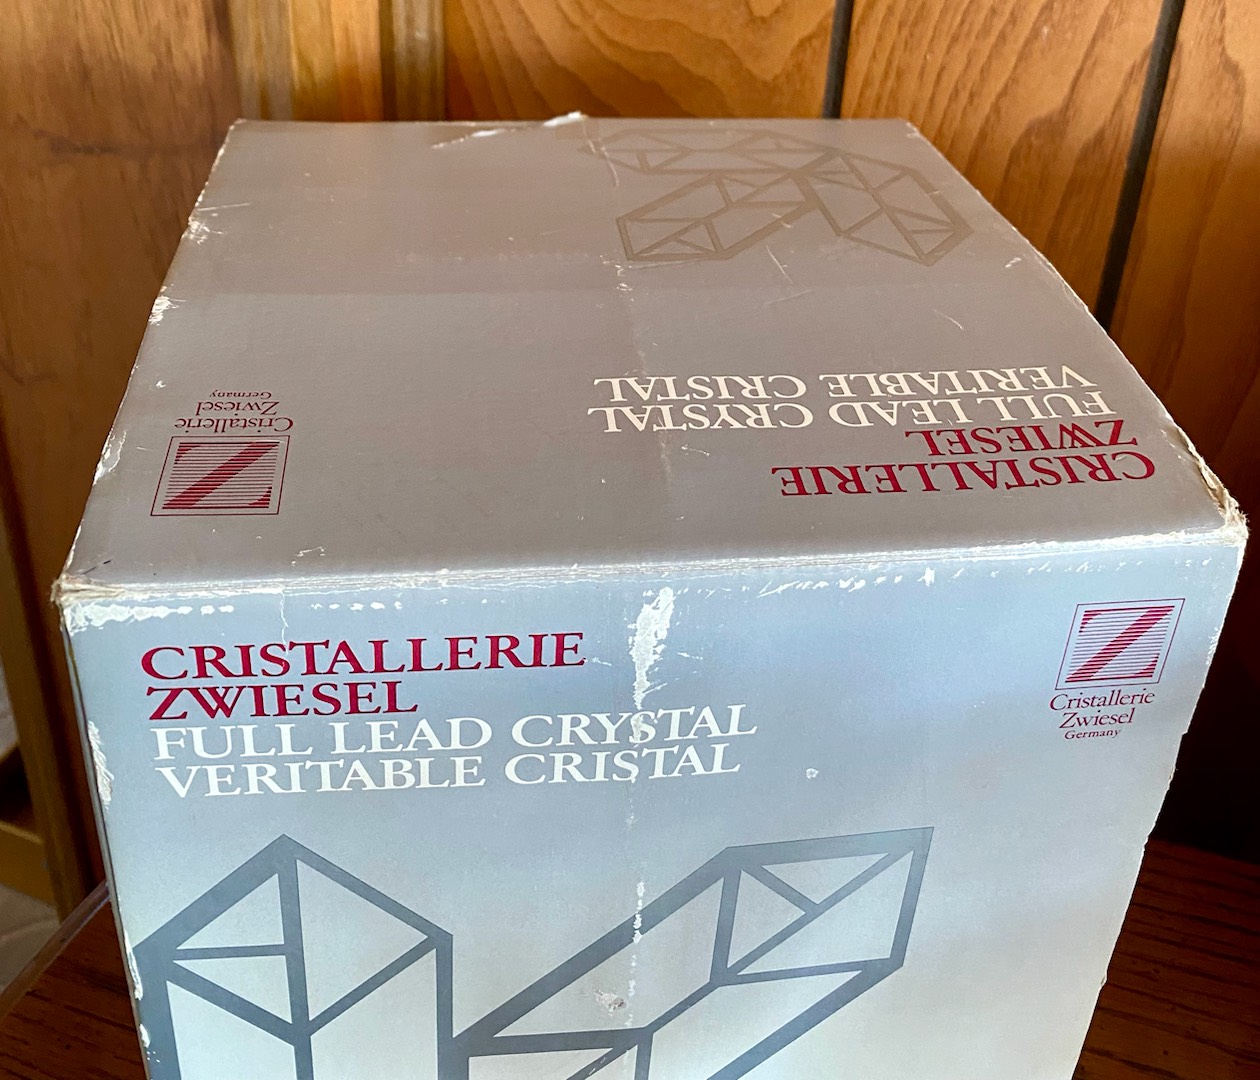 Germany
Zwiesel
Cristallerie
Z
VERITABLE CRISTAL
FULL LEAD CRYSTAL
ZWIESEL
CRISTALLERIE
CRISTALLERIE
ZWIESEL
FULL LEAD CRYSTAL
VERITABLE CRISTAL
Z
Cristallerie
Zwiesel
Germany